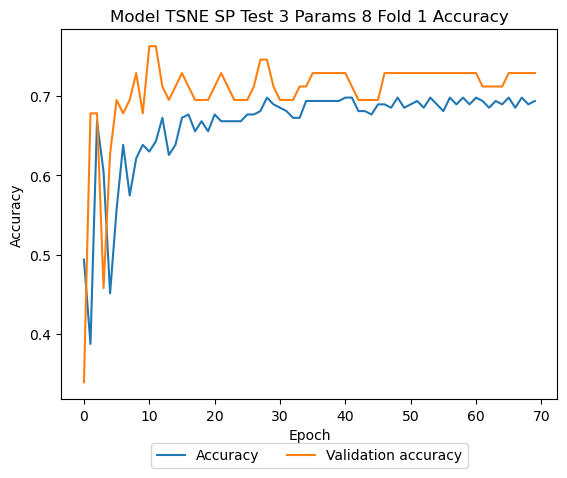 Model TSNE SP Test 3 Params 8 Fold 1 Accuracy
Accuracy
0.7
0.6
0.5
0.4
0 10 20 30 40 50 60 70
Epoch
Accuracy Validation accuracy